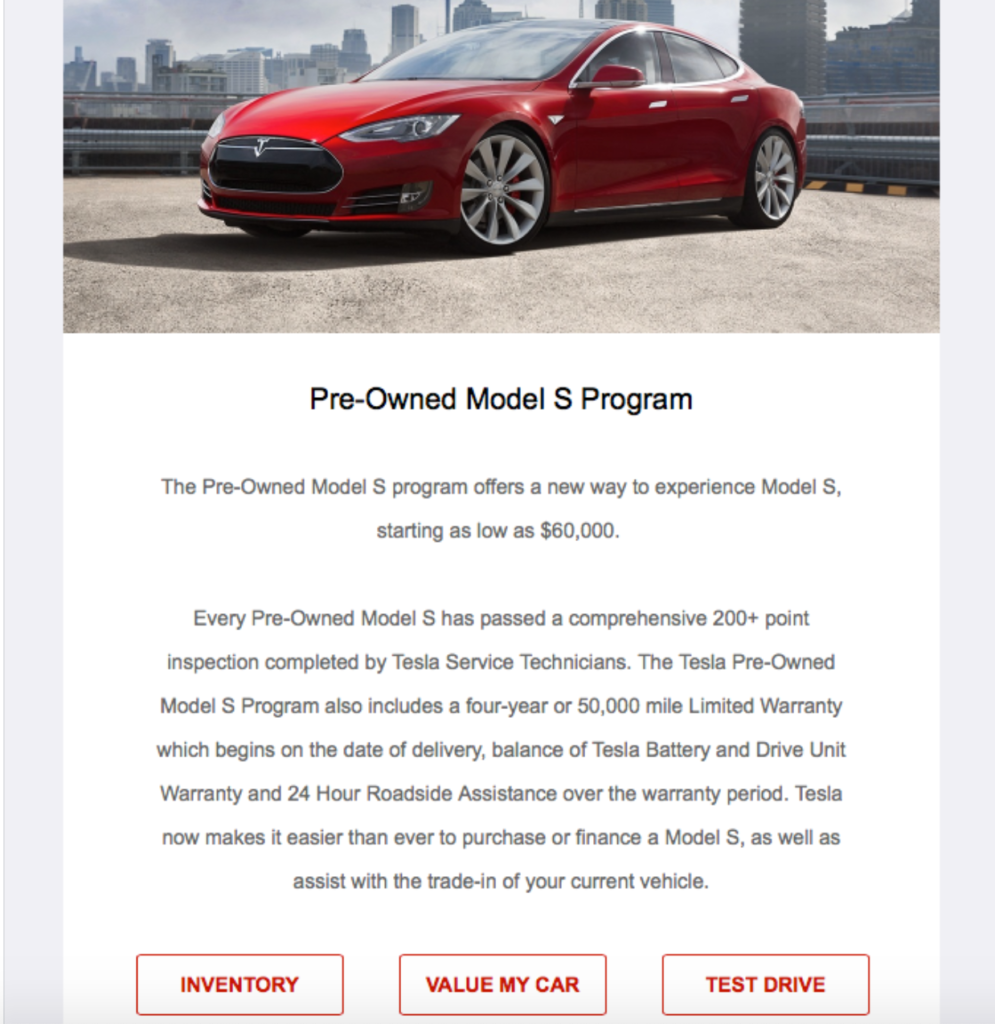 Pre-Owned Model S Program
The Pre-Owned Model S program offers a new way to experience Model S,
starting as low as $60,000.
Every Pre-Owned Model S has passed a comprehensive 200+ point
inspection completed by Tesla Service Technicians. The Tesla Pre-Owned
Model S Program also includes a four-year or 50,000 mile Limited Warranty
which begins on the date of delivery, balance of Tesla Battery and Drive Unit
Warranty and 24 Hour Roadside Assistance over the warranty period. Tesla
now makes it easier than ever to purchase or finance a Model S, as well as
assist with the trade-in of your current vehicle.
INVENTORY
VALUE MY CAR
TEST DRIVE